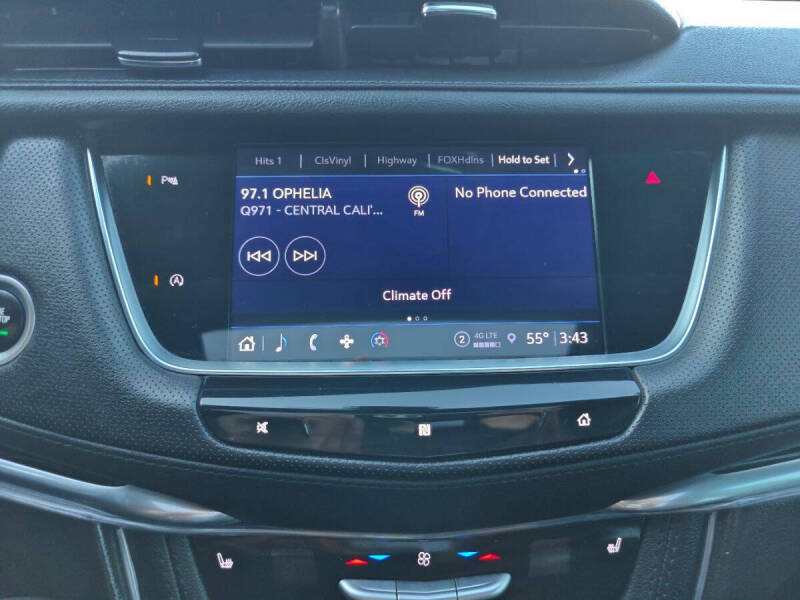 Hits 1 ClsVinyl Highway FOXHdlns Hold to Set
97.1 OPHELIA
Q971 - CENTRAL CALI'...
FM
No Phone Connected
Climate Off
2 4G LTE 55° 3:43